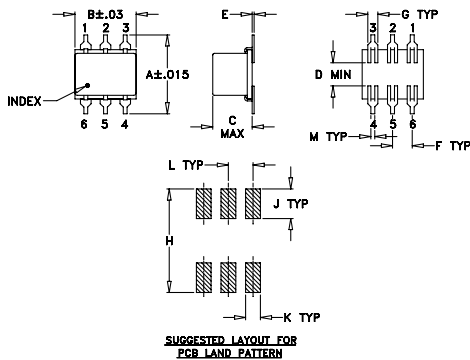 B±.03
1 2 3
A±.015
INDEX
6 5 4
E
C
MAX
G TYP
3 2 1
D MIN
4 5 6
M TYP
F TYP
L TYP
J TYP
H
K TYP
SUGGESTED LAYOUT FOR
PCB LAND PATTERN